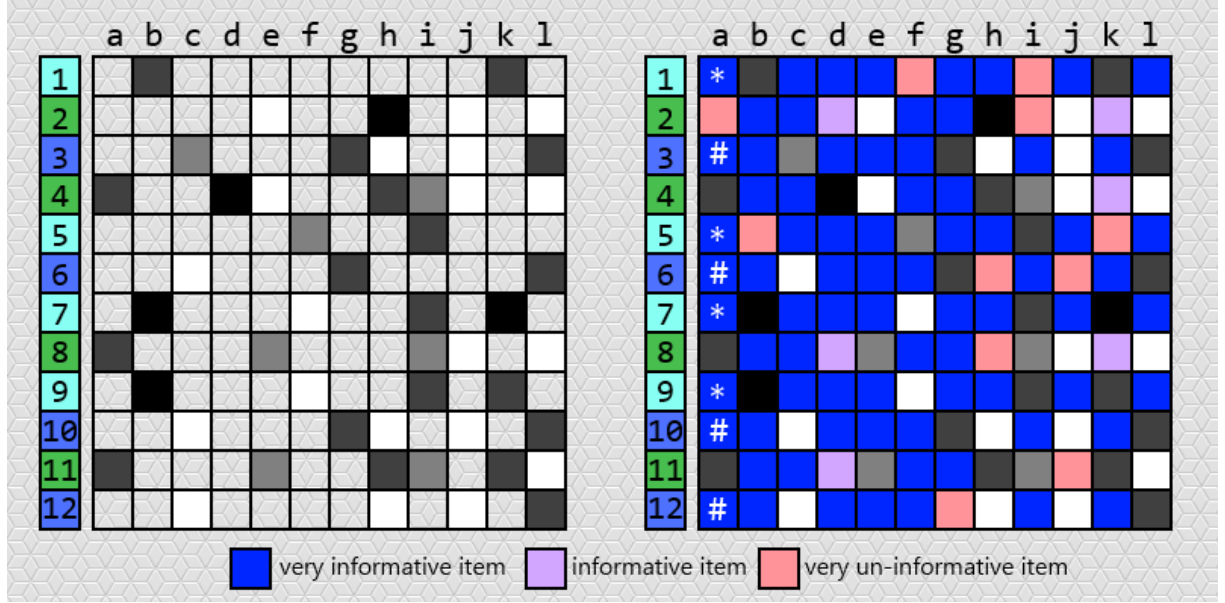 a b c d e f g h i j k l a b c d e f g h i j k l
1 1 *
2 2
3 3 #
4 4
5 5 *
6 6 #
7 7 *
8 8
9 9 *
10 10 #
11 11
12 12 #
very informative item informative item very un-informative item